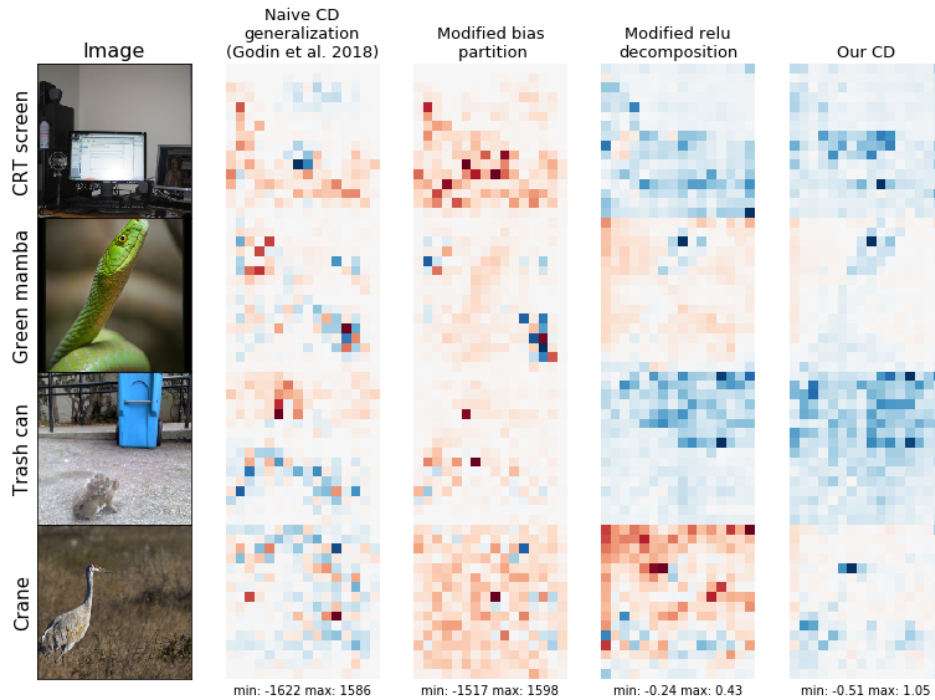 Image
Naive CD
generalization
(Godin et al. 2018)
Modified bias
partition
Modified relu
decomposition
Our CD
CRT screen
Green mamba
Trash can
Crane
min: -1622 max: 1586
min: -1517 max: 1598
min: -0.24 max: 0.43
min: -0.51 max: 1.05